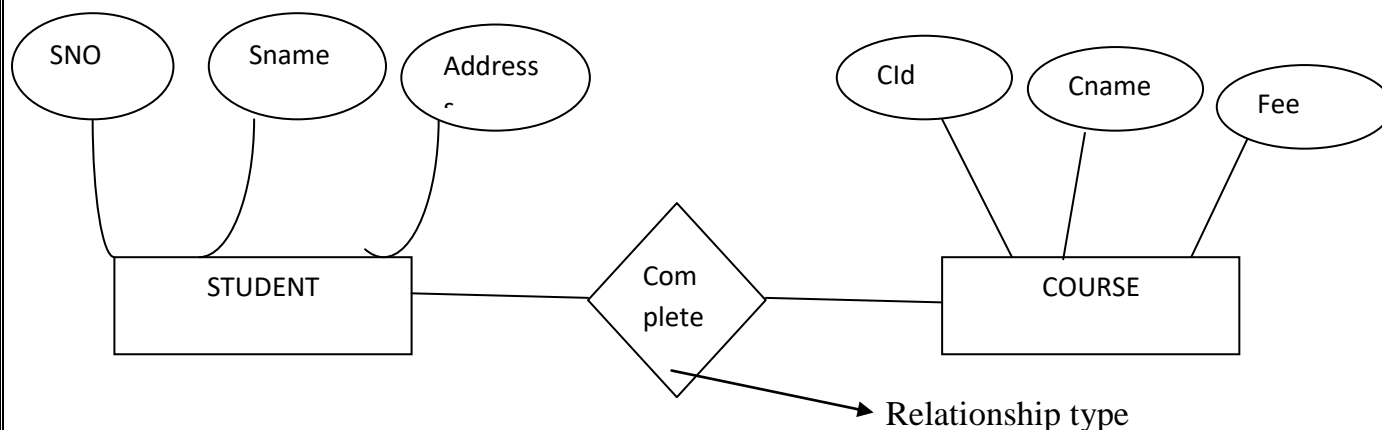 SNO
Sname
Address
CId
Cname
Fee
STUDENT
Com
plete
COURSE
Relationship type